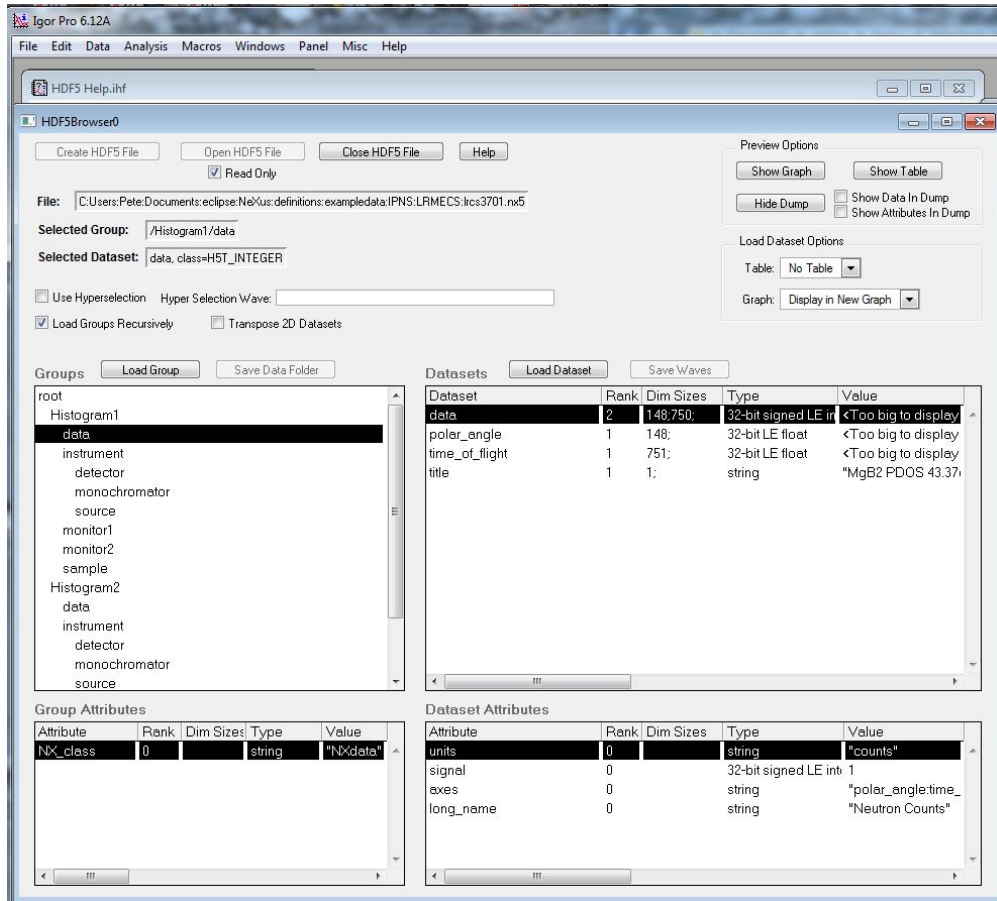 Igor Pro 6.12A
File Edit Data Analysis Macros Windows Panel Misc Help
HDF5 Help.ihf
HDF5Browser0
Create HDF5 File Open HDF5 File Close HDF5 File Help
Read Only
File: C:Users:Pete:Documents:eclipse:NeXus:definitions:exampledata:IPNS:LRMECS:lrcs3701.nx5
Selected Group: /Histogram1/data
Selected Dataset: data, class=H5T_INTEGER
Use Hyperselection Hyper Selection Wave:
Load Groups Recursively Transpose 2D Datasets
Preview Options
Show Graph Show Table
Hide Dump Show Data In Dump
Show Attributes In Dump
Load Dataset Options
Table: No Table
Graph: Display in New Graph
Groups Load Group Save Data Folder
root
Histogram1
data
instrument
detector
monochromator
source
monitor1
monitor2
sample
Histogram2
data
instrument
detector
monochromator
source
Datasets Load Dataset Save Waves
Dataset Rank Dim Sizes Type Value
data 2 148;750; 32-bit signed LE in <Too big to display
polar_angle 1 148; 32-bit LE float <Too big to display
time_of_flight 1 751; 32-bit LE float <Too big to display
title 1 1; string "MgB2 PDOS 43.37
Group Attributes
Attribute Rank Dim Sizes Type Value
NX_class 0 string "NXdata"
Dataset Attributes
Attribute Rank Dim Sizes Type Value
units 0 string "counts"
signal 0 32-bit signed LE int 1
axes 0 string "polar_angle:time_
long_name 0 string "Neutron Counts"